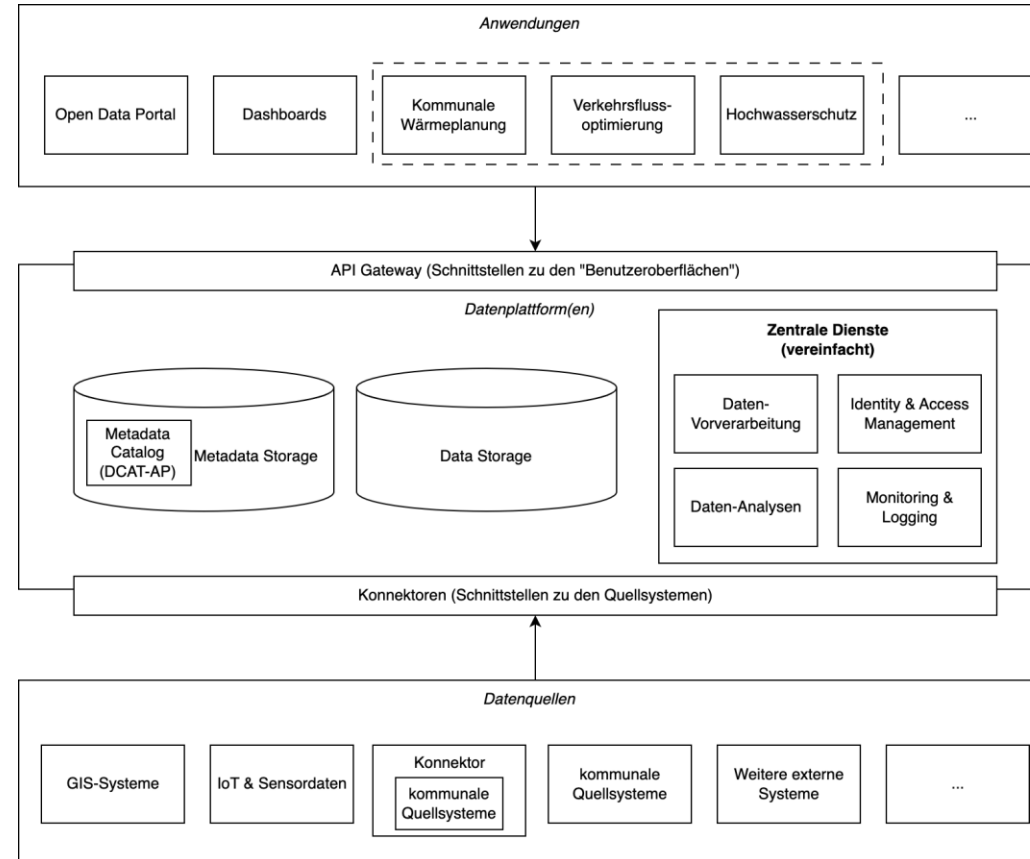 Anwendungen
Open Data Portal
Dashboards
Kommunale
Wärmeplanung
Verkehrsfluss-
optimierung
Hochwasserschutz
...
API Gateway (Schnittstellen zu den "Benutzeroberflächen")
Datenplattform(en)
Metadata
Catalog
(DCAT-AP)
Metadata Storage
Data Storage
Zentrale Dienste
(vereinfacht)
Daten-
Vorverarbeitung
Identity & Access
Management
Daten-Analysen
Monitoring &
Logging
Konnektoren (Schnittstellen zu den Quellsystemen)
Datenquellen
GIS-Systeme
IoT & Sensordaten
Konnektor
kommunale
Quellsysteme
kommunale
Quellsysteme
Weitere externe
Systeme
...